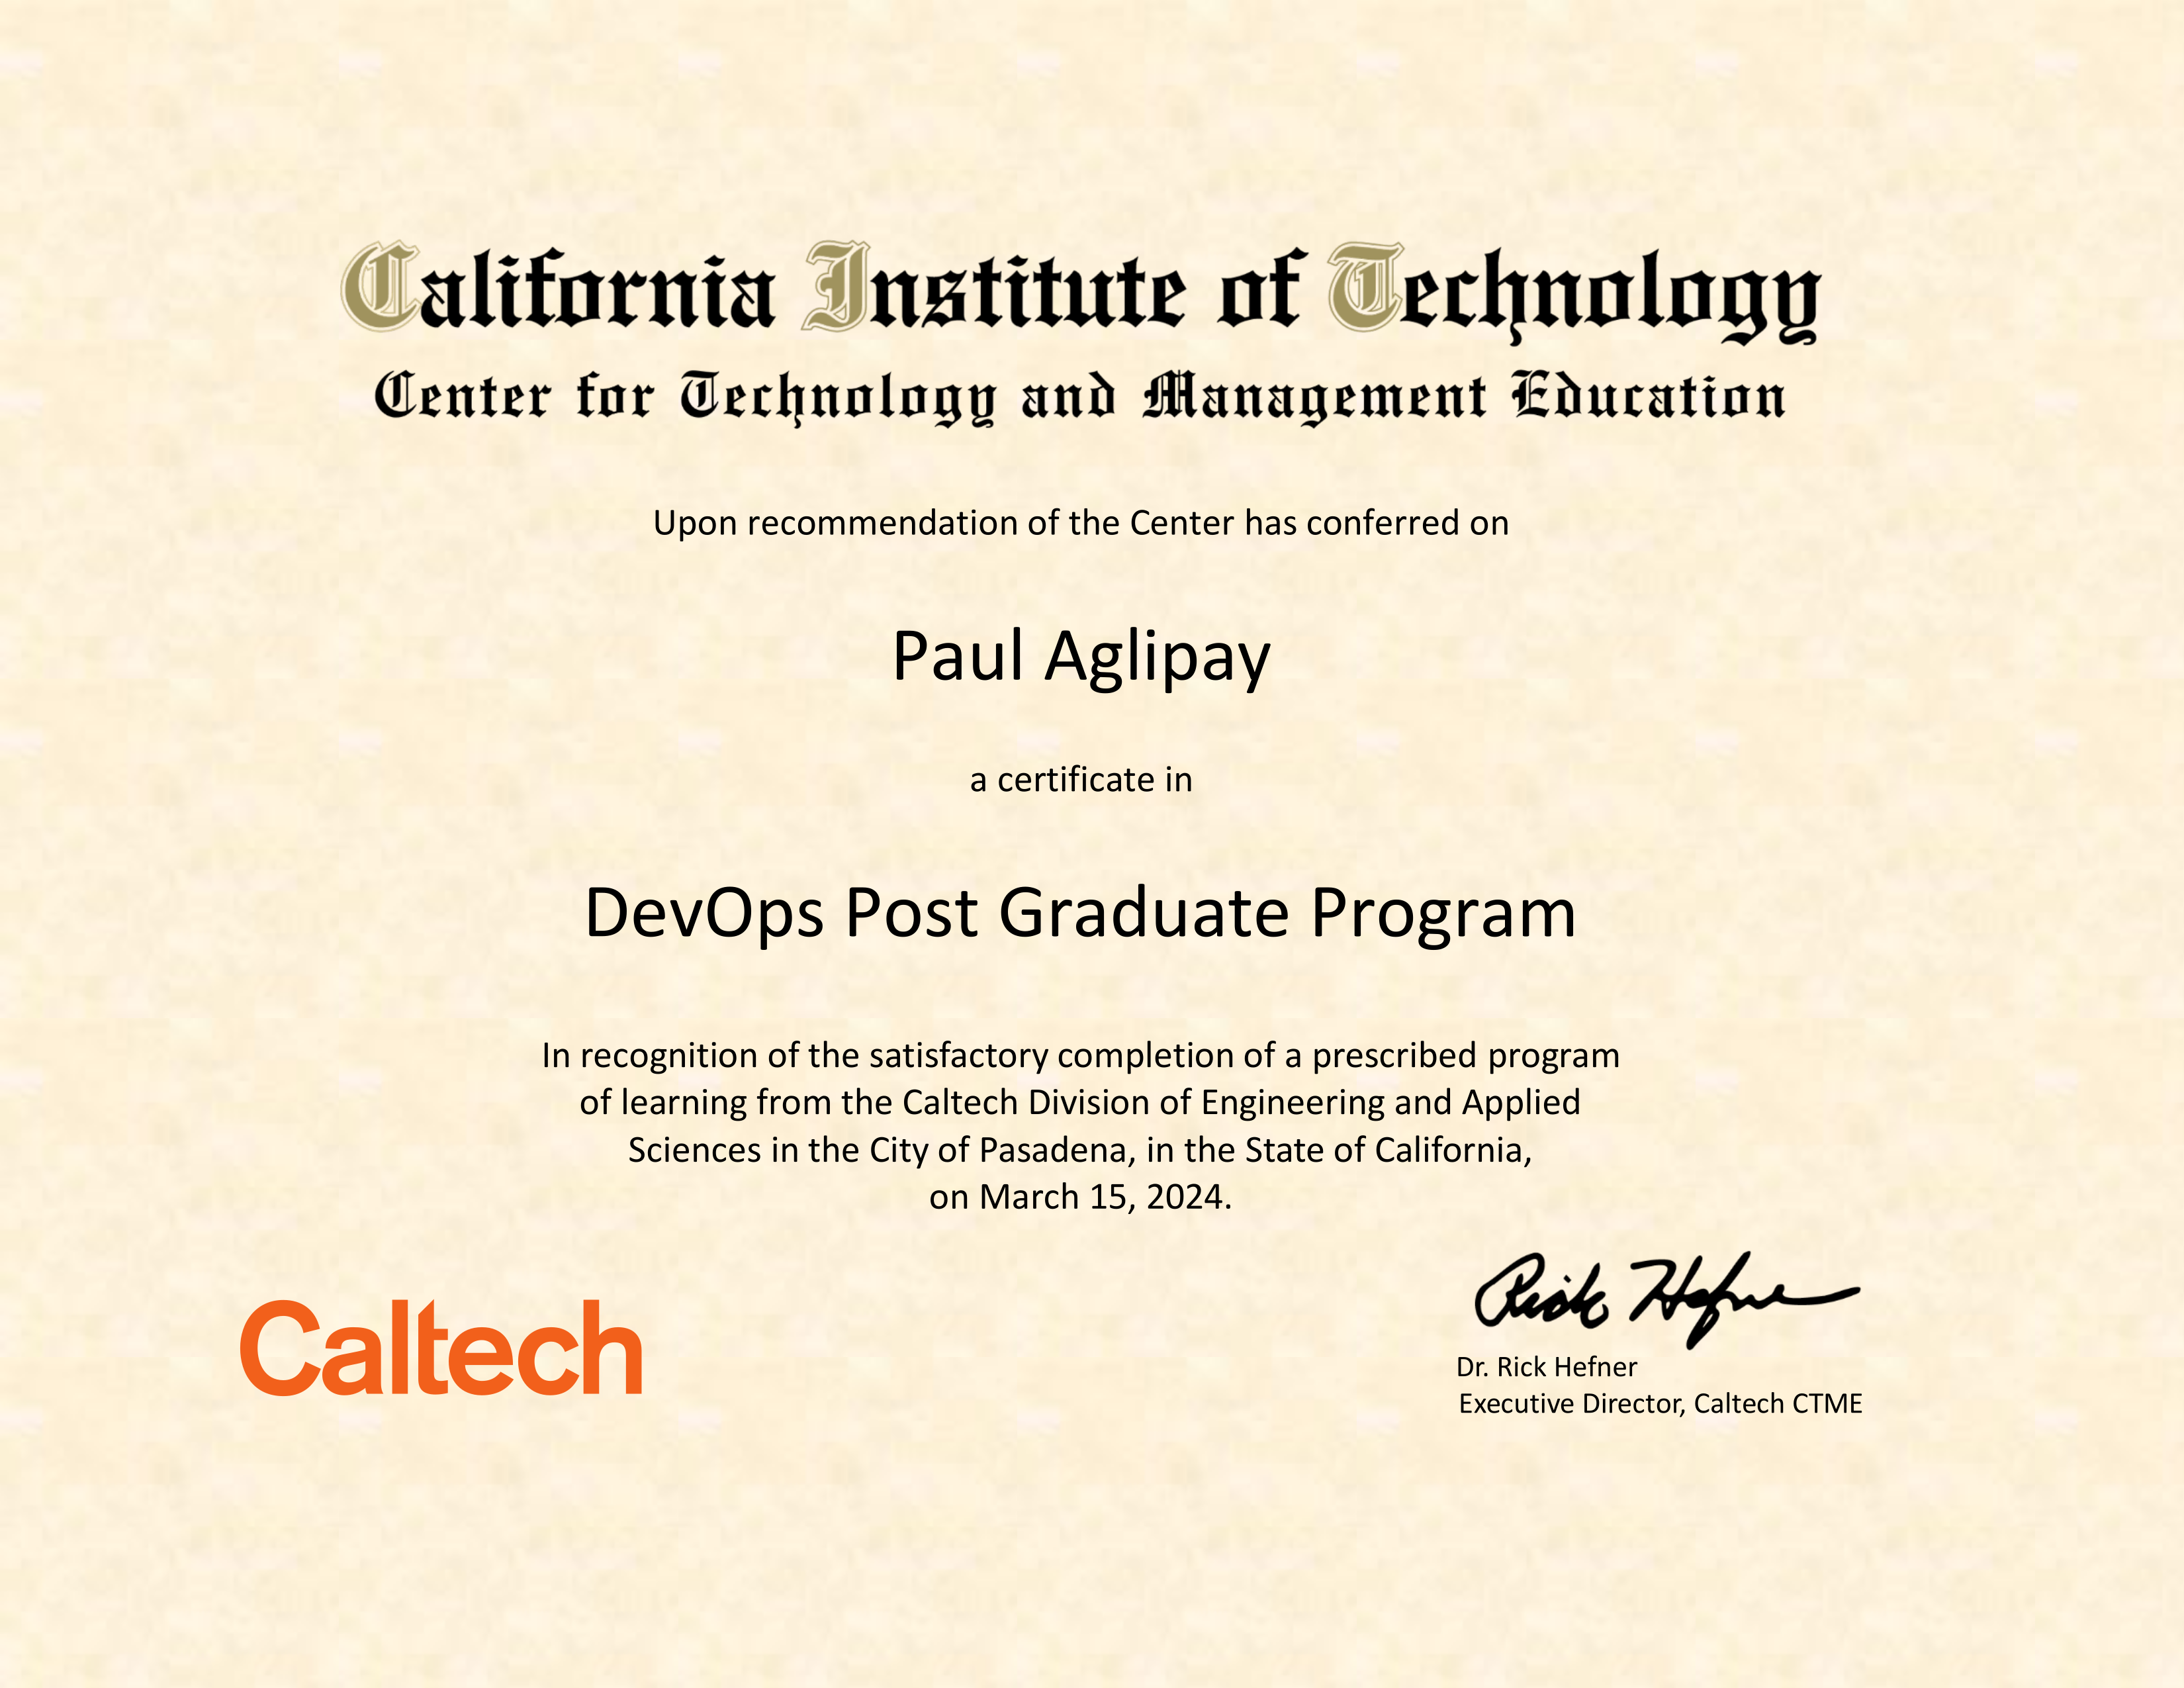 California Institute of Technology
Center for Technology and Management Education
Upon recommendation of the Center has conferred on
Paul Aglipay
a certificate in
DevOps Post Graduate Program
In recognition of the satisfactory completion of a prescribed program
of learning from the Caltech Division of Engineering and Applied
Sciences in the City of Pasadena, in the State of California,
on March 15, 2024.
Caltech
Rick Hefner
Dr. Rick Hefner
Executive Director, Caltech CTME